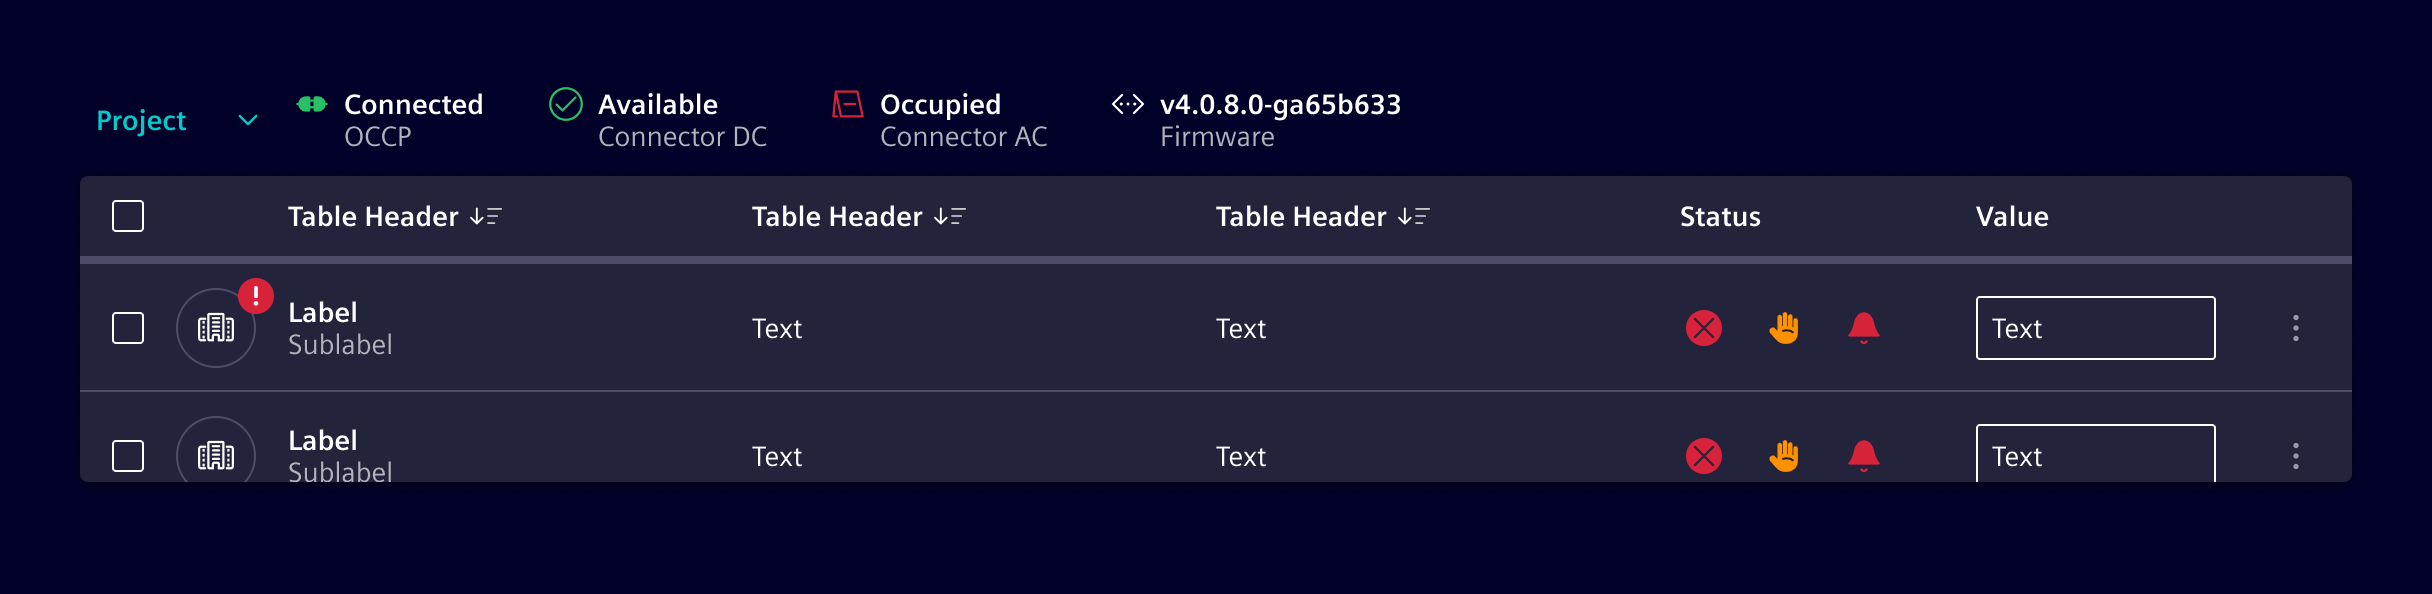 Project
Connected
OCCP
Available
Connector DC
Occupied
Connector AC
v4.0.8.0-ga65b633
Firmware
Table Header Table Header Table Header Status Value
Label
Sublabel
Text Text Text
Label
Sublabel
Text Text Text